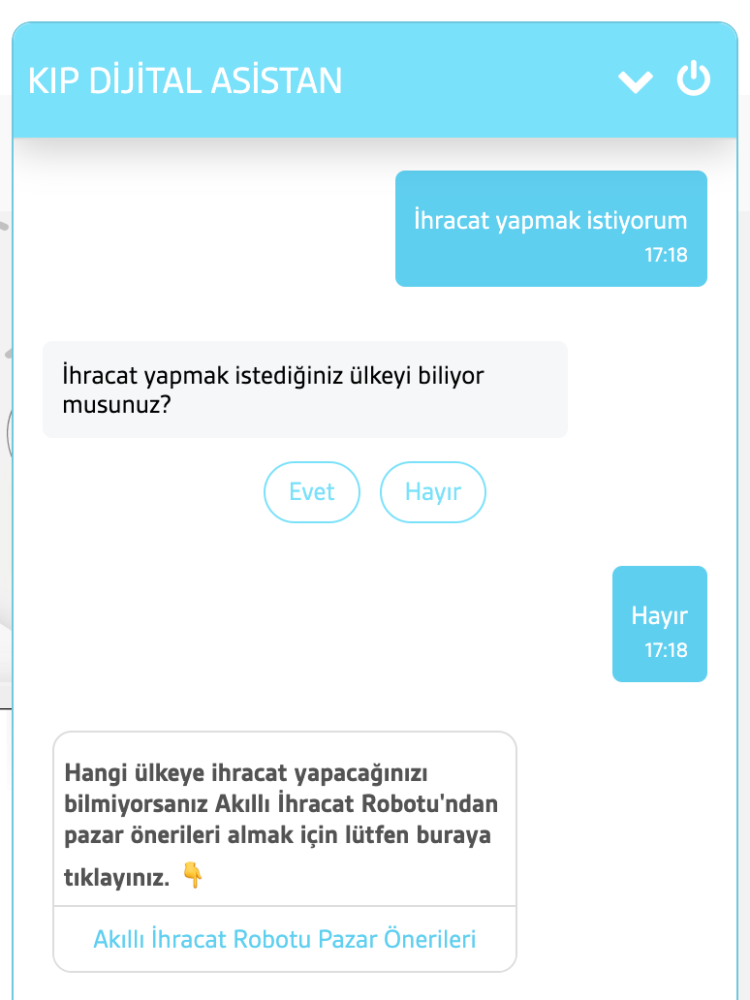 KIP DİJİTAL ASİSTAN
İhracat yapmak istiyorum
17:18
İhracat yapmak istediğiniz ülkeyi biliyor
musunuz?
Evet Hayır
Hayır
17:18
Hangi ülkeye ihracat yapacağınızı
bilmiyorsanız Akıllı İhracat Robotu'ndan
pazar önerileri almak için lütfen buraya
tıklayınız. 👇
Akıllı İhracat Robotu Pazar Önerileri